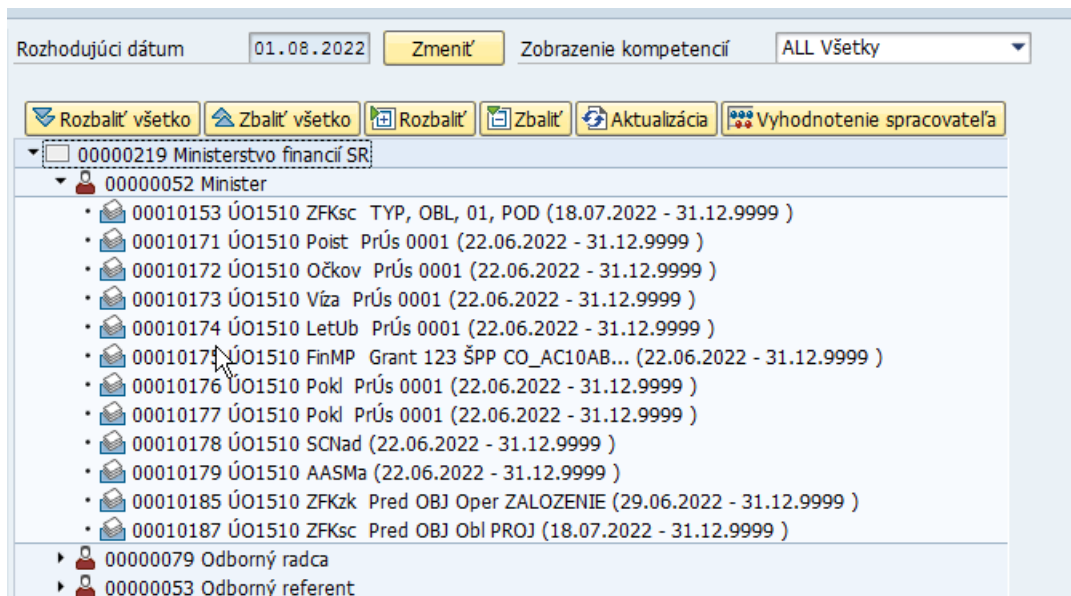 Rozhodujúci dátum 01.08.2022 Zmeniť Zobrazenie kompetencií ALL Všetky
Rozbaliť všetko Zbaliť všetko Rozbaliť Zbaliť Aktualizácia Vyhodnotenie spracovateľa
00000219 Ministerstvo financií SR
00000052 Minister
00010153 ÚO1510 ZFKsc TYP, OBL, 01, POD (18.07.2022 - 31.12.9999 )
00010171 ÚO1510 Poist PrÚs 0001 (22.06.2022 - 31.12.9999 )
00010172 ÚO1510 Očkov PrÚs 0001 (22.06.2022 - 31.12.9999 )
00010173 ÚO1510 Víza PrÚs 0001 (22.06.2022 - 31.12.9999 )
00010174 ÚO1510 LetUb PrÚs 0001 (22.06.2022 - 31.12.9999 )
00010175 ÚO1510 FinMP Grant 123 ŠPP CO_AC10AB... (22.06.2022 - 31.12.9999 )
00010176 ÚO1510 Pokl PrÚs 0001 (22.06.2022 - 31.12.9999 )
00010177 ÚO1510 Pokl PrÚs 0001 (22.06.2022 - 31.12.9999 )
00010178 ÚO1510 SCNad (22.06.2022 - 31.12.9999 )
00010179 ÚO1510 AASMa (22.06.2022 - 31.12.9999 )
00010185 ÚO1510 ZFKzk Pred OBJ Oper ZALOZENIE (29.06.2022 - 31.12.9999 )
00010187 ÚO1510 ZFKsc Pred OBJ Obl PROJ (18.07.2022 - 31.12.9999 )
00000079 Odborný radca
00000053 Odborný referent